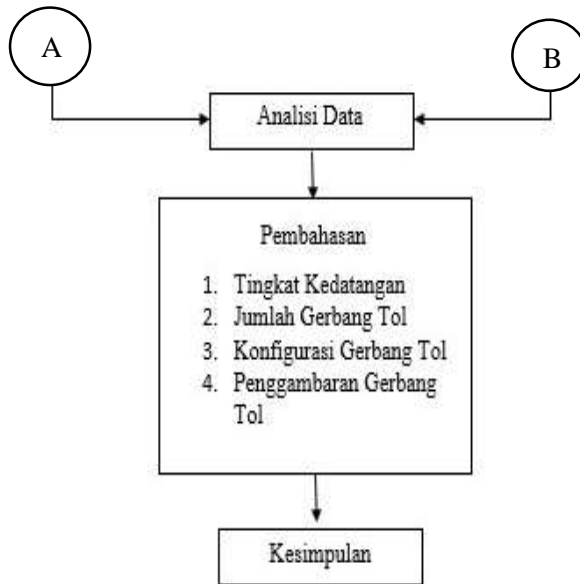 A
B
Analisi Data
Pembahasan
1. Tingkat Kedatangan
2. Jumlah Gerbang Tol
3. Konfigurasi Gerbang Tol
4. Penggambaran Gerbang
Tol
Kesimpulan